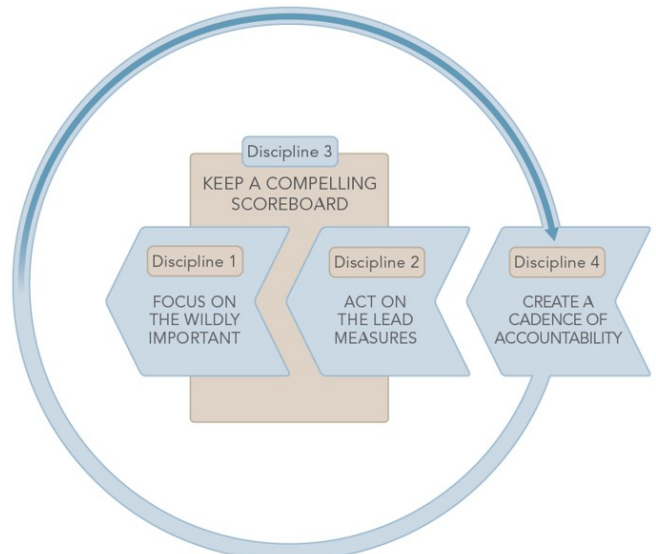 Discipline 3
KEEP A COMPELLING
SCOREBOARD
Discipline 1
FOCUS ON
THE WILDLY
IMPORTANT
Discipline 2
ACT ON
THE LEAD
MEASURES
Discipline 4
CREATE A
CADENCE OF
ACCOUNTABILITY